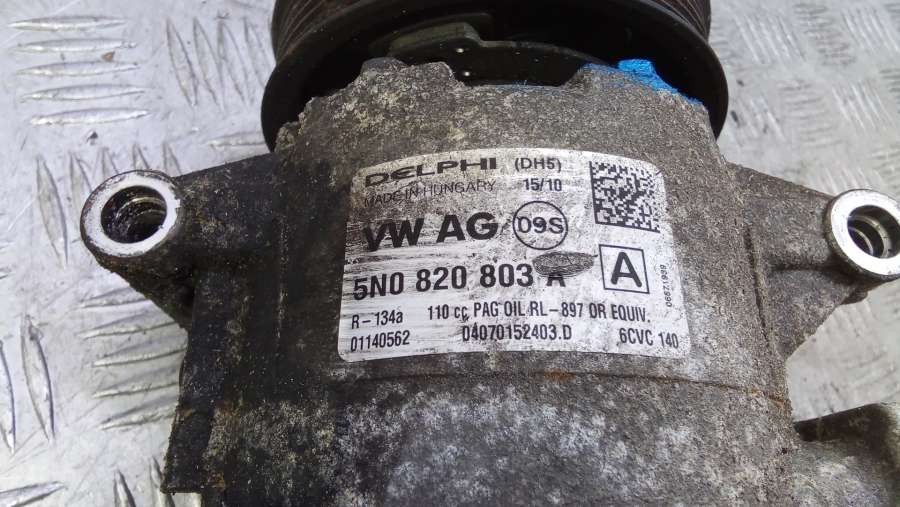 DELPHI (DH5)
MADE IN HUNGARY 15/10
VW AG D9S
5N0 820 803 A A
R-134a 110 cc PAG OIL RL-897 OR EQUIV.
01140562 04070152403.D 6CVC 140